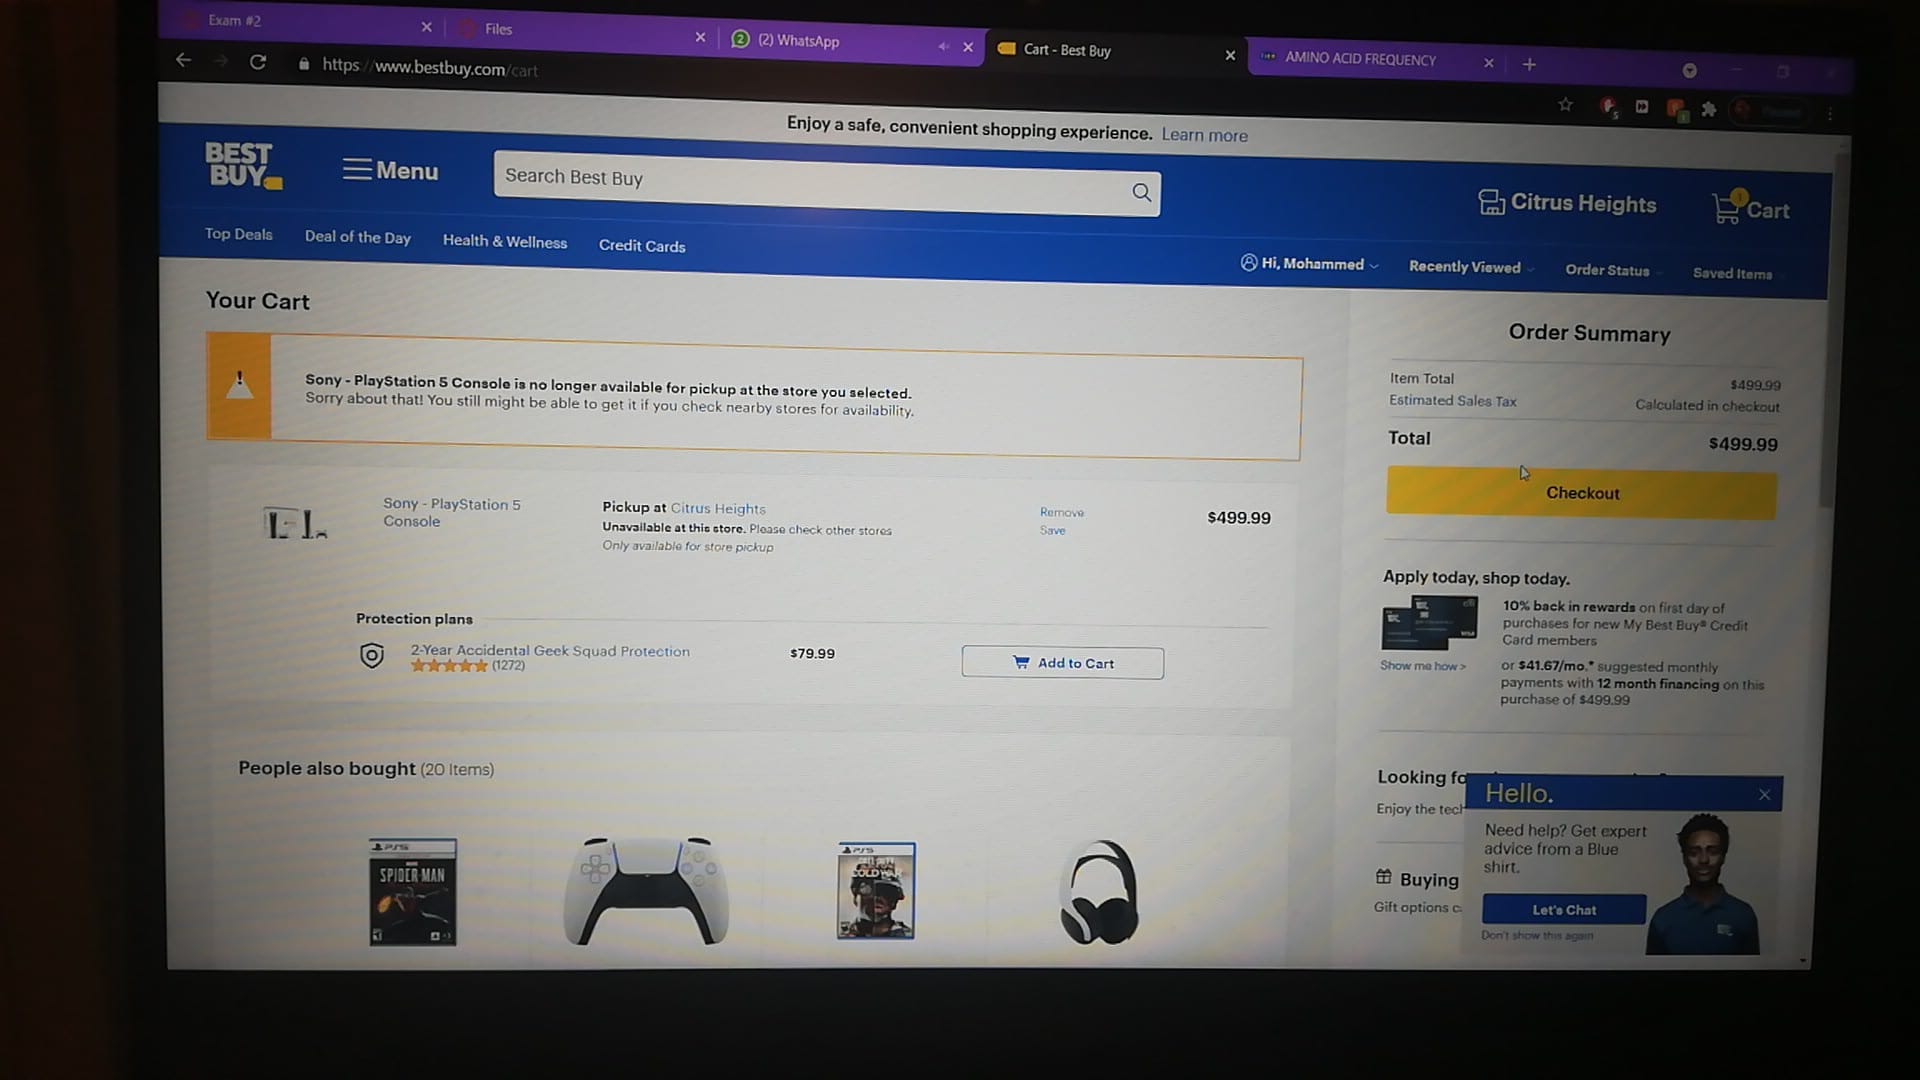 Exam #2
Files
(2) WhatsApp
Cart - Best Buy
AMINO ACID FREQUENCY
https://www.bestbuy.com/cart
Enjoy a safe, convenient shopping experience. Learn more
BEST
BUY
Menu
Search Best Buy
Citrus Heights
Cart
Top Deals
Deal of the Day
Health & Wellness
Credit Cards
Hi, Mohammed
Recently Viewed
Order Status
Saved Items
Your Cart
Sony - PlayStation 5 Console is no longer available for pickup at the store you selected.
Sorry about that! You still might be able to get it if you check nearby stores for availability.
Sony - PlayStation 5
Console
Pickup at Citrus Heights
Unavailable at this store. Please check other stores
Only available for store pickup
Remove
Save
$499.99
Protection plans
2-Year Accidental Geek Squad Protection
(1272)
$79.99
Add to Cart
People also bought (20 Items)
PS5
MARVEL
SPIDER-MAN
PS5
CALL OF DUTY
COLD WAR
Order Summary
Item Total
$499.99
Estimated Sales Tax
Calculated in checkout
Total
$499.99
Checkout
Apply today, shop today.
VISA
Show me how >
10% back in rewards on first day of
purchases for new My Best Buy® Credit
Card members
or $41.67/mo.* suggested monthly
payments with 12 month financing on this
purchase of $499.99
Looking fo
Enjoy the tech
Buying
Gift options c
Hello.
Need help? Get expert
advice from a Blue
shirt.
Let's Chat
Don't show this again